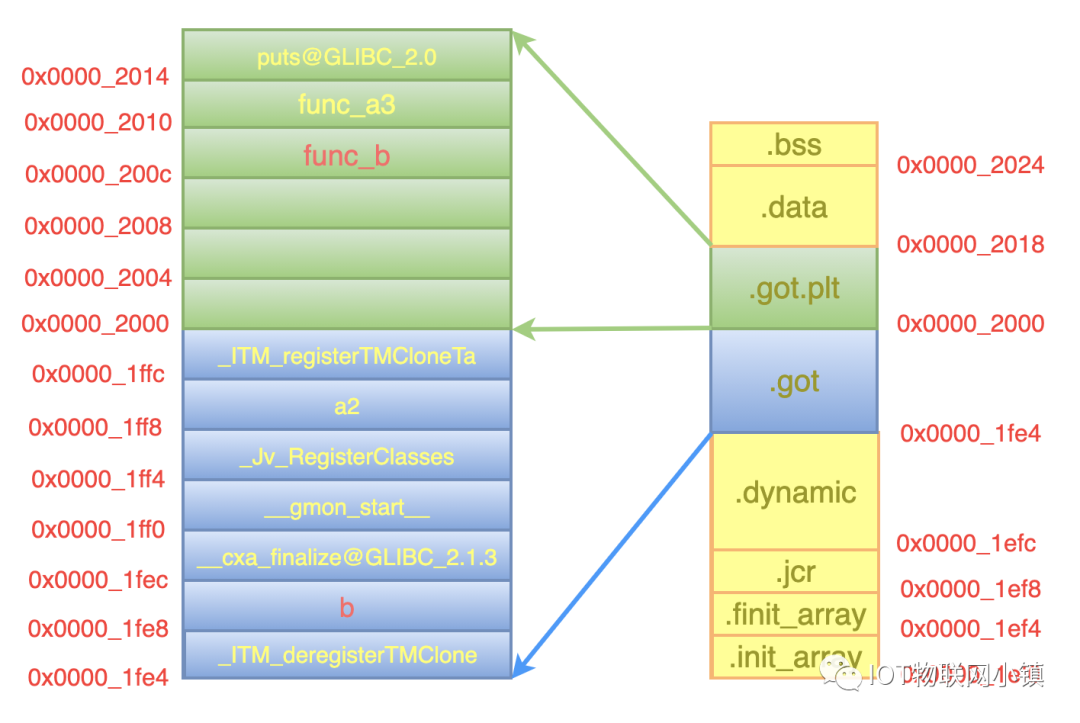 puts@GLIBC_2.0
0x0000_2014
func_a3
0x0000_2010
func_b
0x0000_200c
0x0000_2008
0x0000_2004
0x0000_2000
_ITM_registerTMCloneTa
0x0000_1ffc
a2
0x0000_1ff8
_Jv_RegisterClasses
0x0000_1ff4
__gmon_start__
0x0000_1ff0
__cxa_finalize@GLIBC_2.1.3
0x0000_1fec
b
0x0000_1fe8
_ITM_deregisterTMClone
0x0000_1fe4
.bss
0x0000_2024
.data
0x0000_2018
.got.plt
0x0000_2000
.got
0x0000_1fe4
.dynamic
0x0000_1efc
.jcr
0x0000_1ef8
.finit_array
0x0000_1ef4
.init_array
IOT物联网小镇